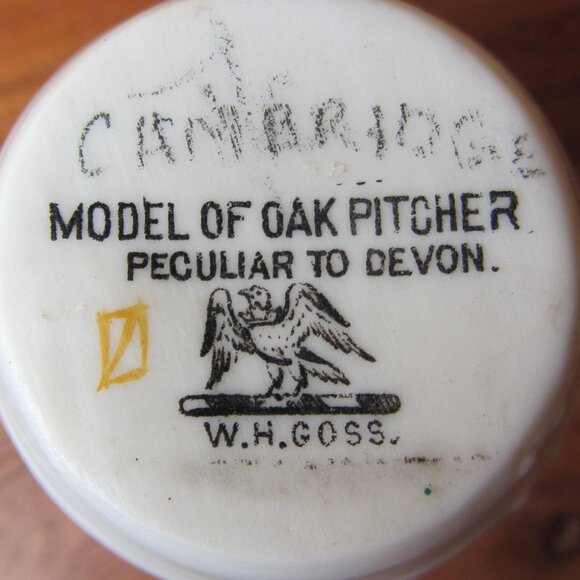 CAMBRIDGE
MODEL OF OAK PITCHER
PECULIAR TO DEVON.
W.H.GOSS.